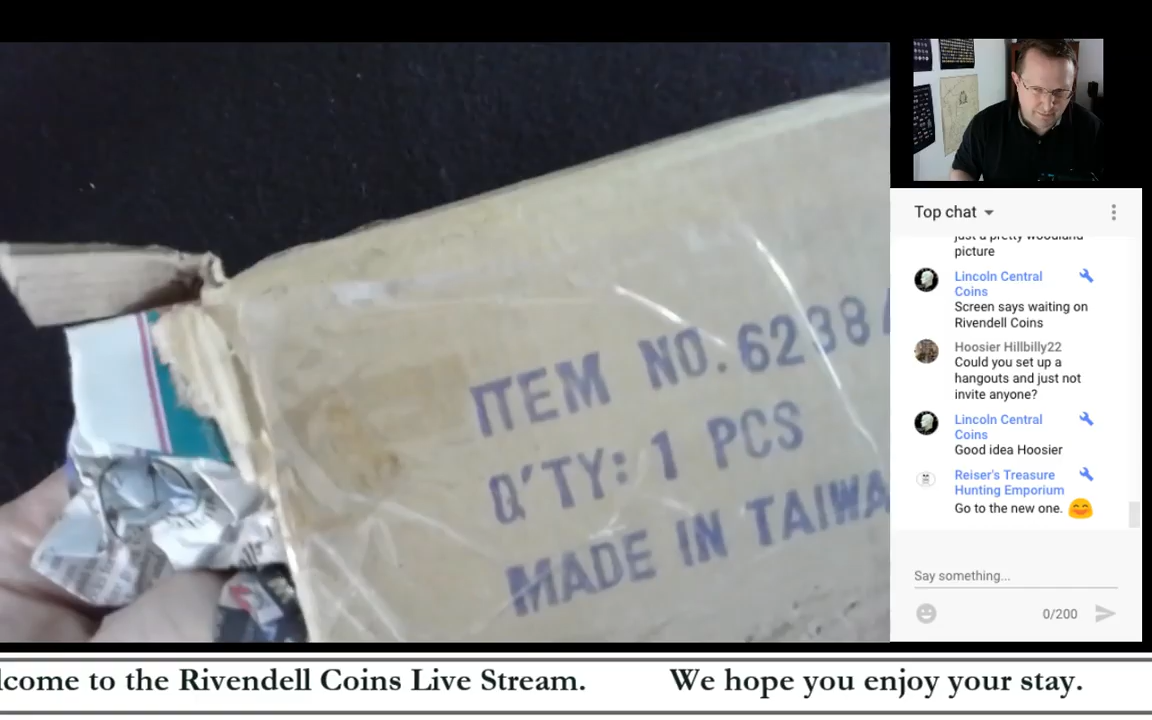 ITEM NO. 6238
Q'TY: 1 PCS
MADE IN TAIWA
Top chat
just a pretty woodland
picture
Lincoln Central
Coins
Screen says waiting on
Rivendell Coins
Hoosier Hillbilly22
Could you set up a
hangouts and just not
invite anyone?
Lincoln Central
Coins
Good idea Hoosier
Reiser's Treasure
Hunting Emporium
Go to the new one.
Say something...
0/200
lcome to the Rivendell Coins Live Stream. We hope you enjoy your stay.